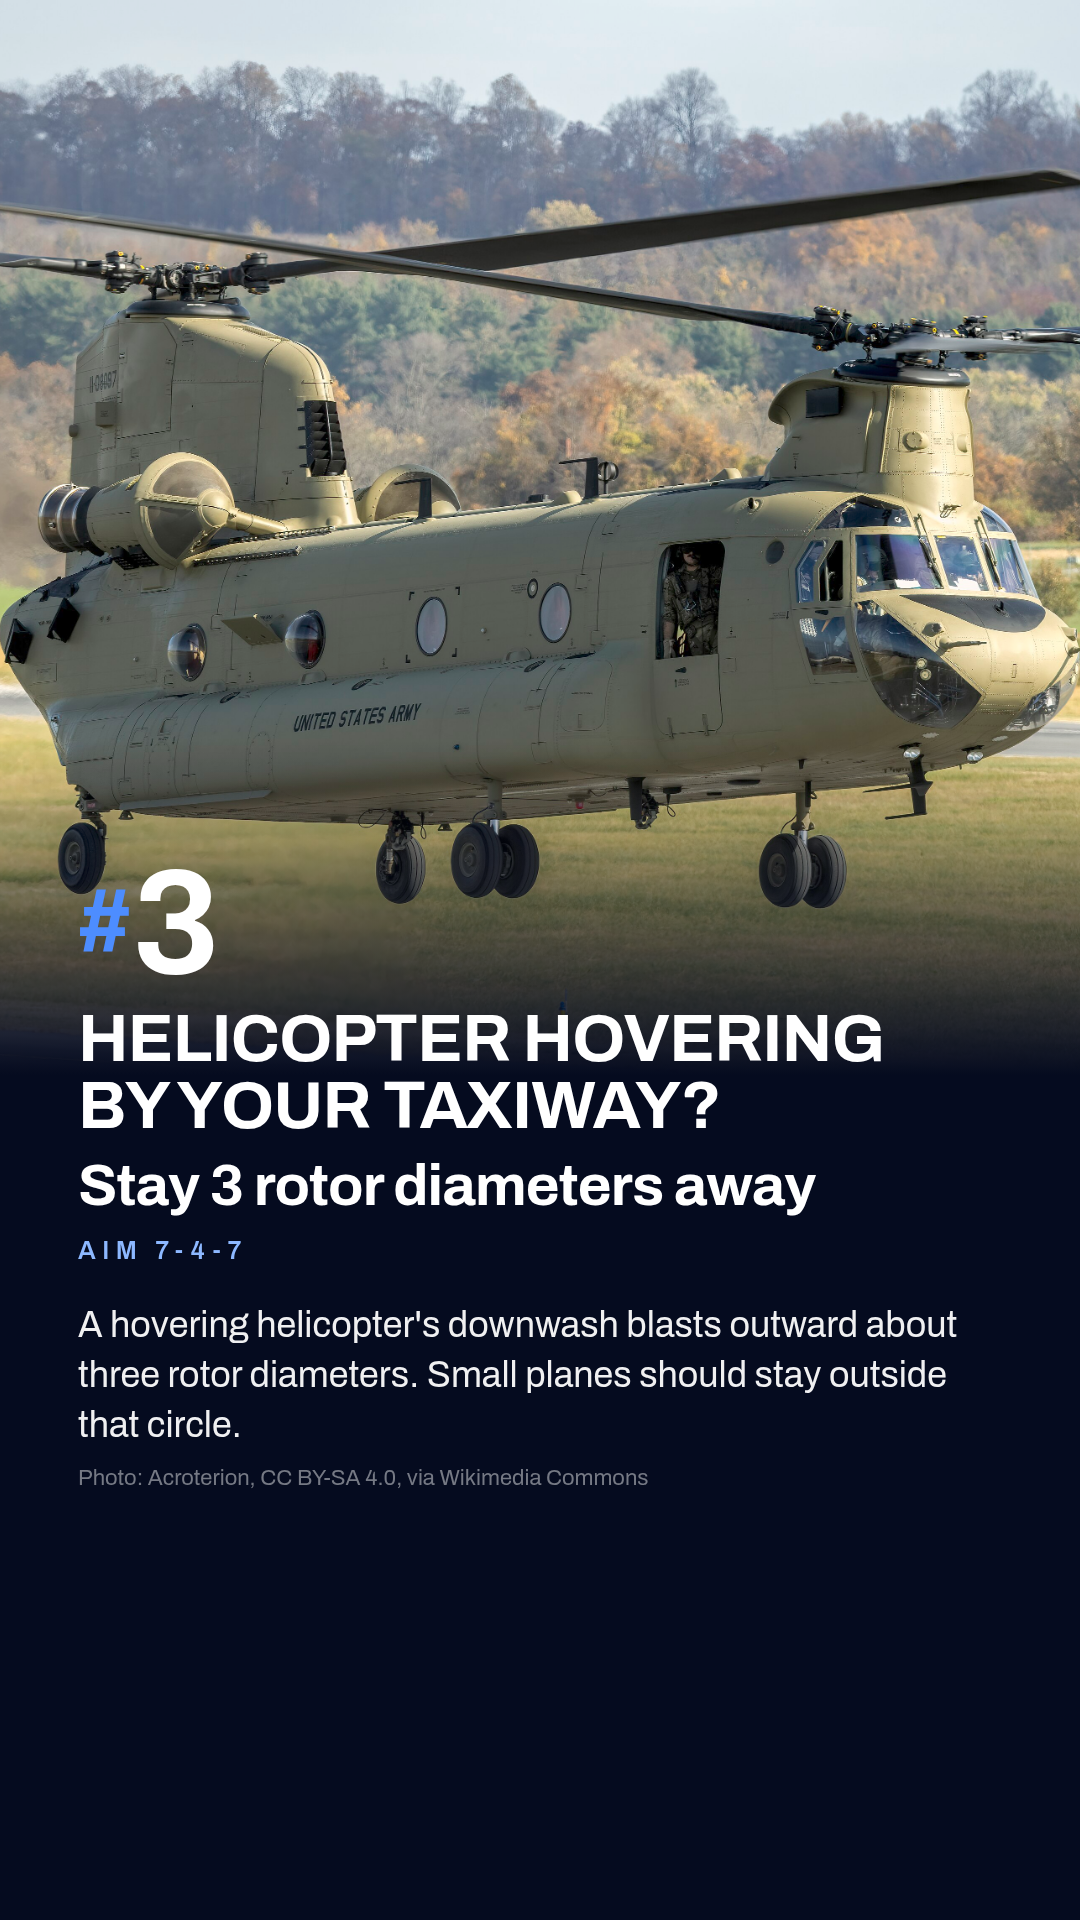 UNITED STATES ARMY
#3
HELICOPTER HOVERING
BY YOUR TAXIWAY?
Stay 3 rotor diameters away
AIM 7-4-7
A hovering helicopter's downwash blasts outward about
three rotor diameters. Small planes should stay outside
that circle.
Photo: Acroterion, CC BY-SA 4.0, via Wikimedia Commons